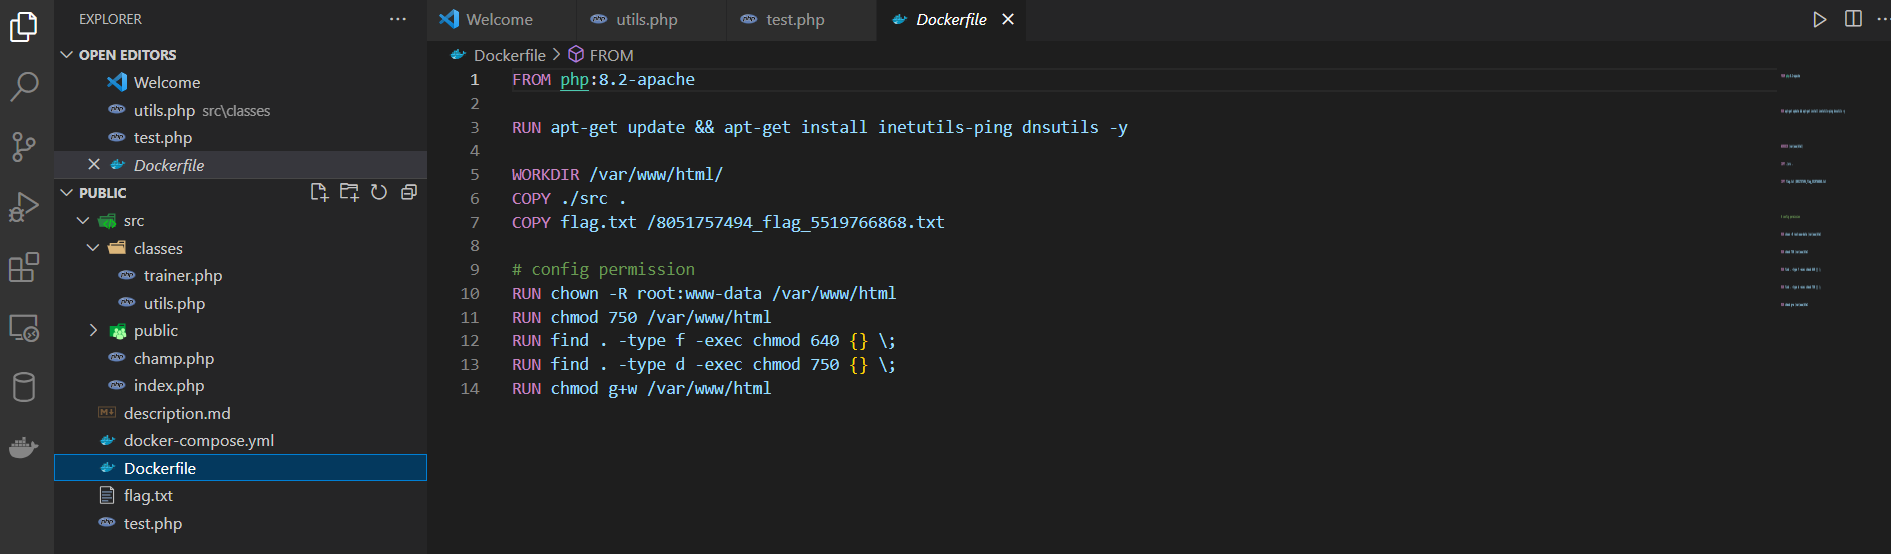 EXPLORER
OPEN EDITORS
Welcome
utils.php src\classes
test.php
Dockerfile
PUBLIC
src
classes
trainer.php
utils.php
public
champ.php
index.php
description.md
docker-compose.yml
Dockerfile
flag.txt
test.php
Welcome utils.php test.php Dockerfile
Dockerfile > FROM
1 FROM php:8.2-apache
2
3 RUN apt-get update && apt-get install inetutils-ping dnsutils -y
4
5 WORKDIR /var/www/html/
6 COPY ./src .
7 COPY flag.txt /8051757494_flag_5519766868.txt
8
9 # config permission
10 RUN chown -R root:www-data /var/www/html
11 RUN chmod 750 /var/www/html
12 RUN find . -type f -exec chmod 640 {} \;
13 RUN find . -type d -exec chmod 750 {} \;
14 RUN chmod g+w /var/www/html